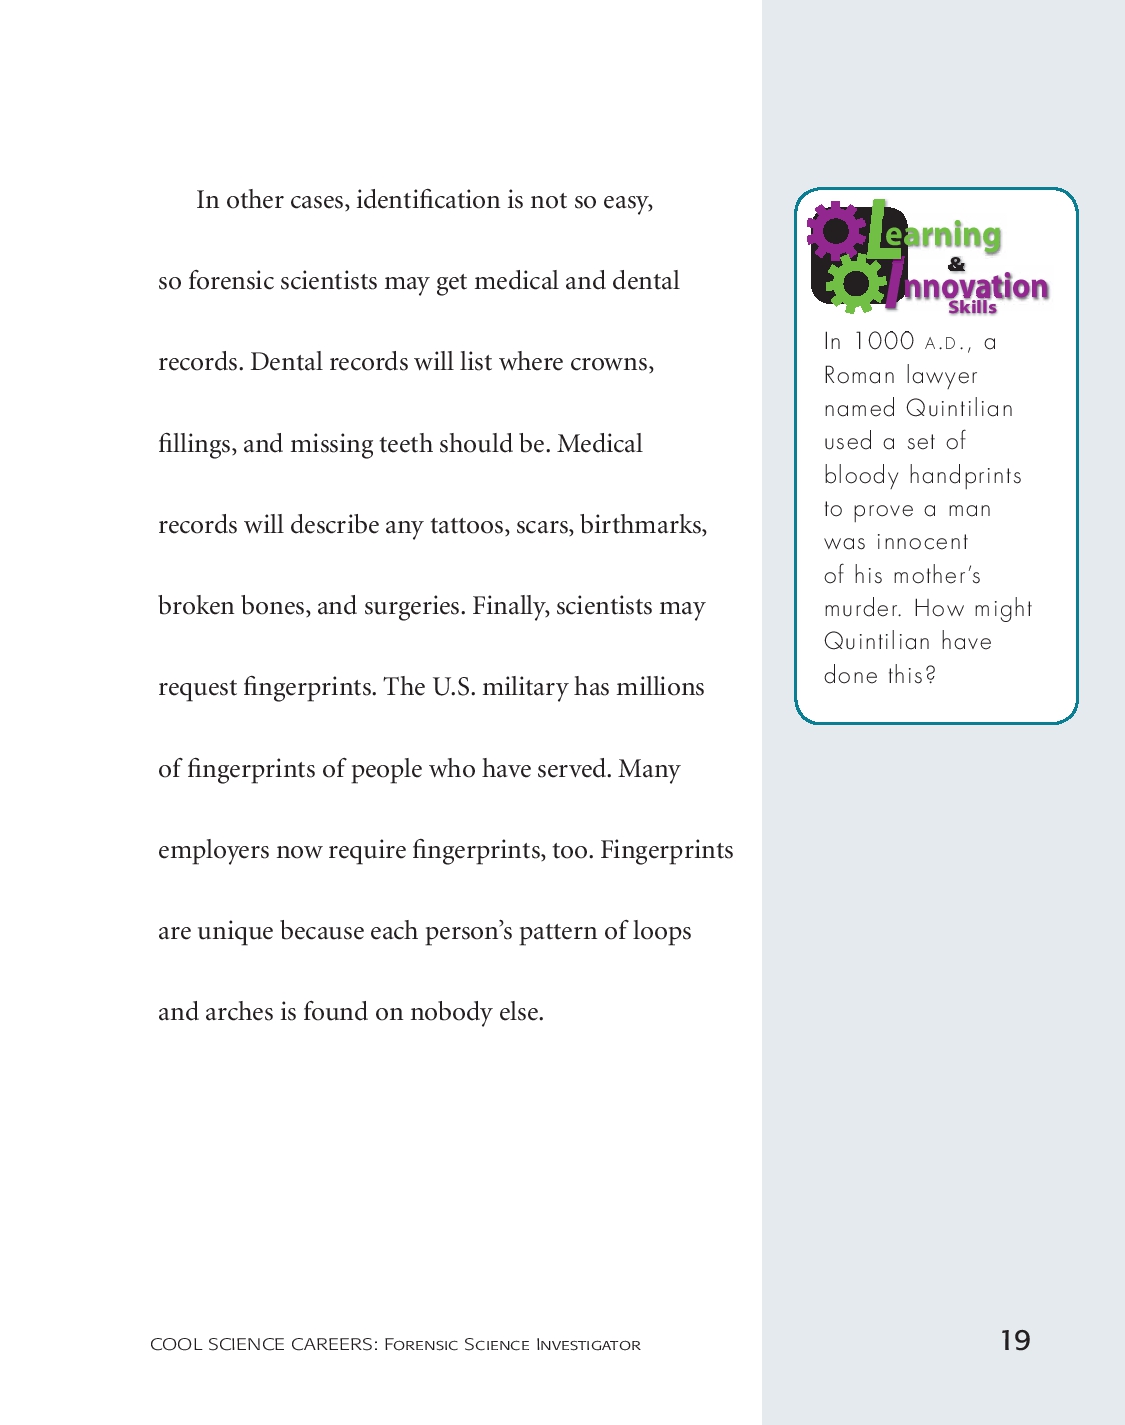 In other cases, identification is not so easy,
so forensic scientists may get medical and dental
records. Dental records will list where crowns,
fillings, and missing teeth should be. Medical
records will describe any tattoos, scars, birthmarks,
broken bones, and surgeries. Finally, scientists may
request fingerprints. The U.S. military has millions
of fingerprints of people who have served. Many
employers now require fingerprints, too. Fingerprints
are unique because each person’s pattern of loops
and arches is found on nobody else.
Learning
&
Innovation
Skills
In 1000 A.D., a
Roman lawyer
named Quintilian
used a set of
bloody handprints
to prove a man
was innocent
of his mother’s
murder. How might
Quintilian have
done this?
COOL SCIENCE CAREERS: Forensic Science Investigator
19